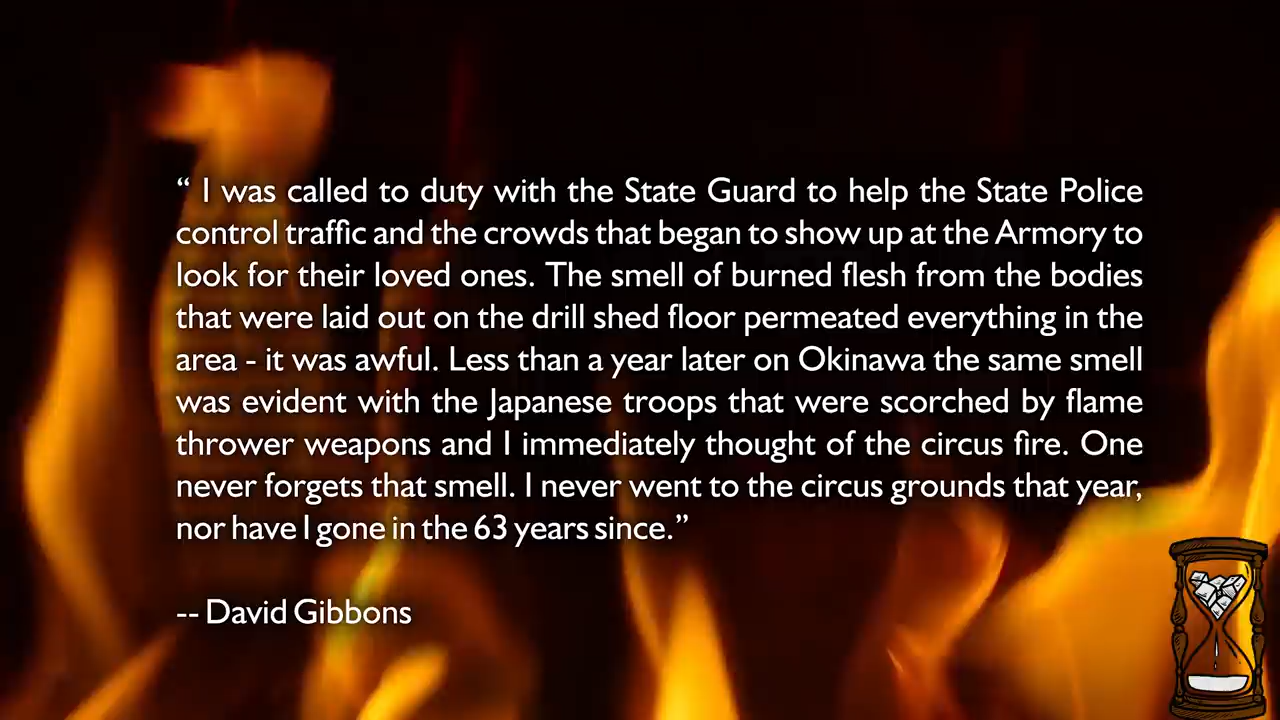 “ I was called to duty with the State Guard to help the State Police
control traffic and the crowds that began to show up at the Armory to
look for their loved ones. The smell of burned flesh from the bodies
that were laid out on the drill shed floor permeated everything in the
area - it was awful. Less than a year later on Okinawa the same smell
was evident with the Japanese troops that were scorched by flame
thrower weapons and I immediately thought of the circus fire. One
never forgets that smell. I never went to the circus grounds that year,
nor have I gone in the 63 years since.”
-- David Gibbons